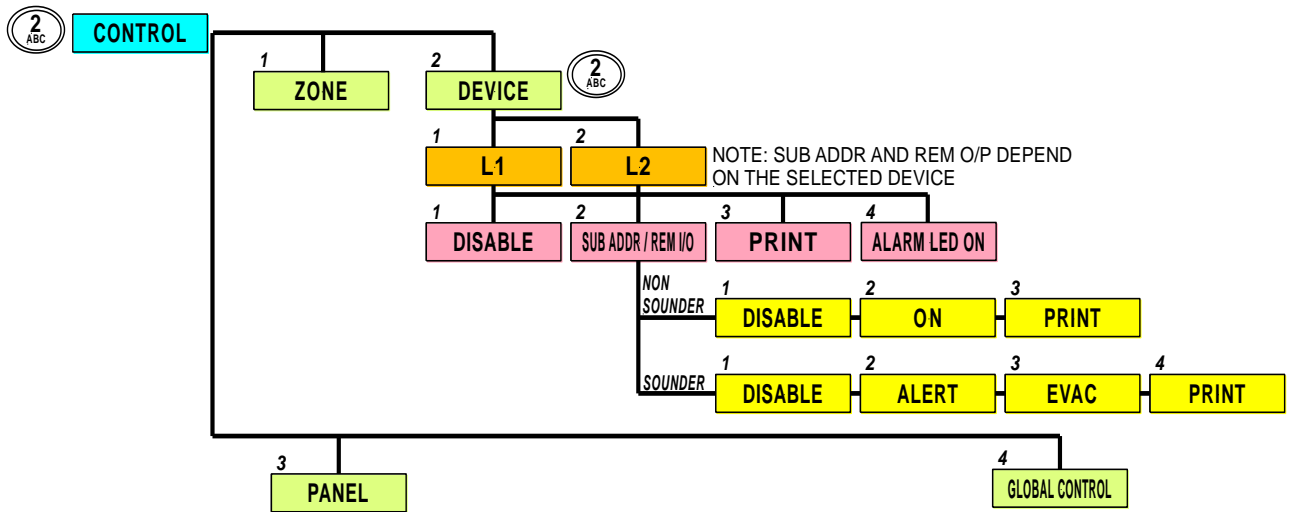 2
ABC
CONTROL
1
ZONE
2
DEVICE
2
ABC
1
L1
2
L2
NOTE: SUB ADDR AND REM O/P DEPEND
ON THE SELECTED DEVICE
1
DISABLE
2
SUB ADDR / REM I/O
3
PRINT
4
ALARM LED ON
NON
SOUNDER
1
DISABLE
2
ON
3
PRINT
SOUNDER
1
DISABLE
2
ALERT
3
EVAC
4
PRINT
3
PANEL
4
GLOBAL CONTROL